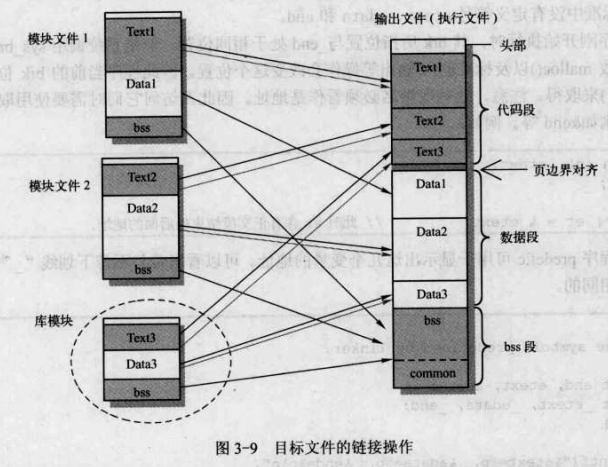 模块文件 1
Text1
Data1
bss
模块文件 2
Text2
Data2
bss
库模块
Text3
Data3
bss
输出文件 ( 执行文件 )
头部
Text1
Text2
Text3
代码段
页边界对齐
Data1
Data2
Data3
数据段
bss
common
bss 段
图 3-9 目标文件的链接操作